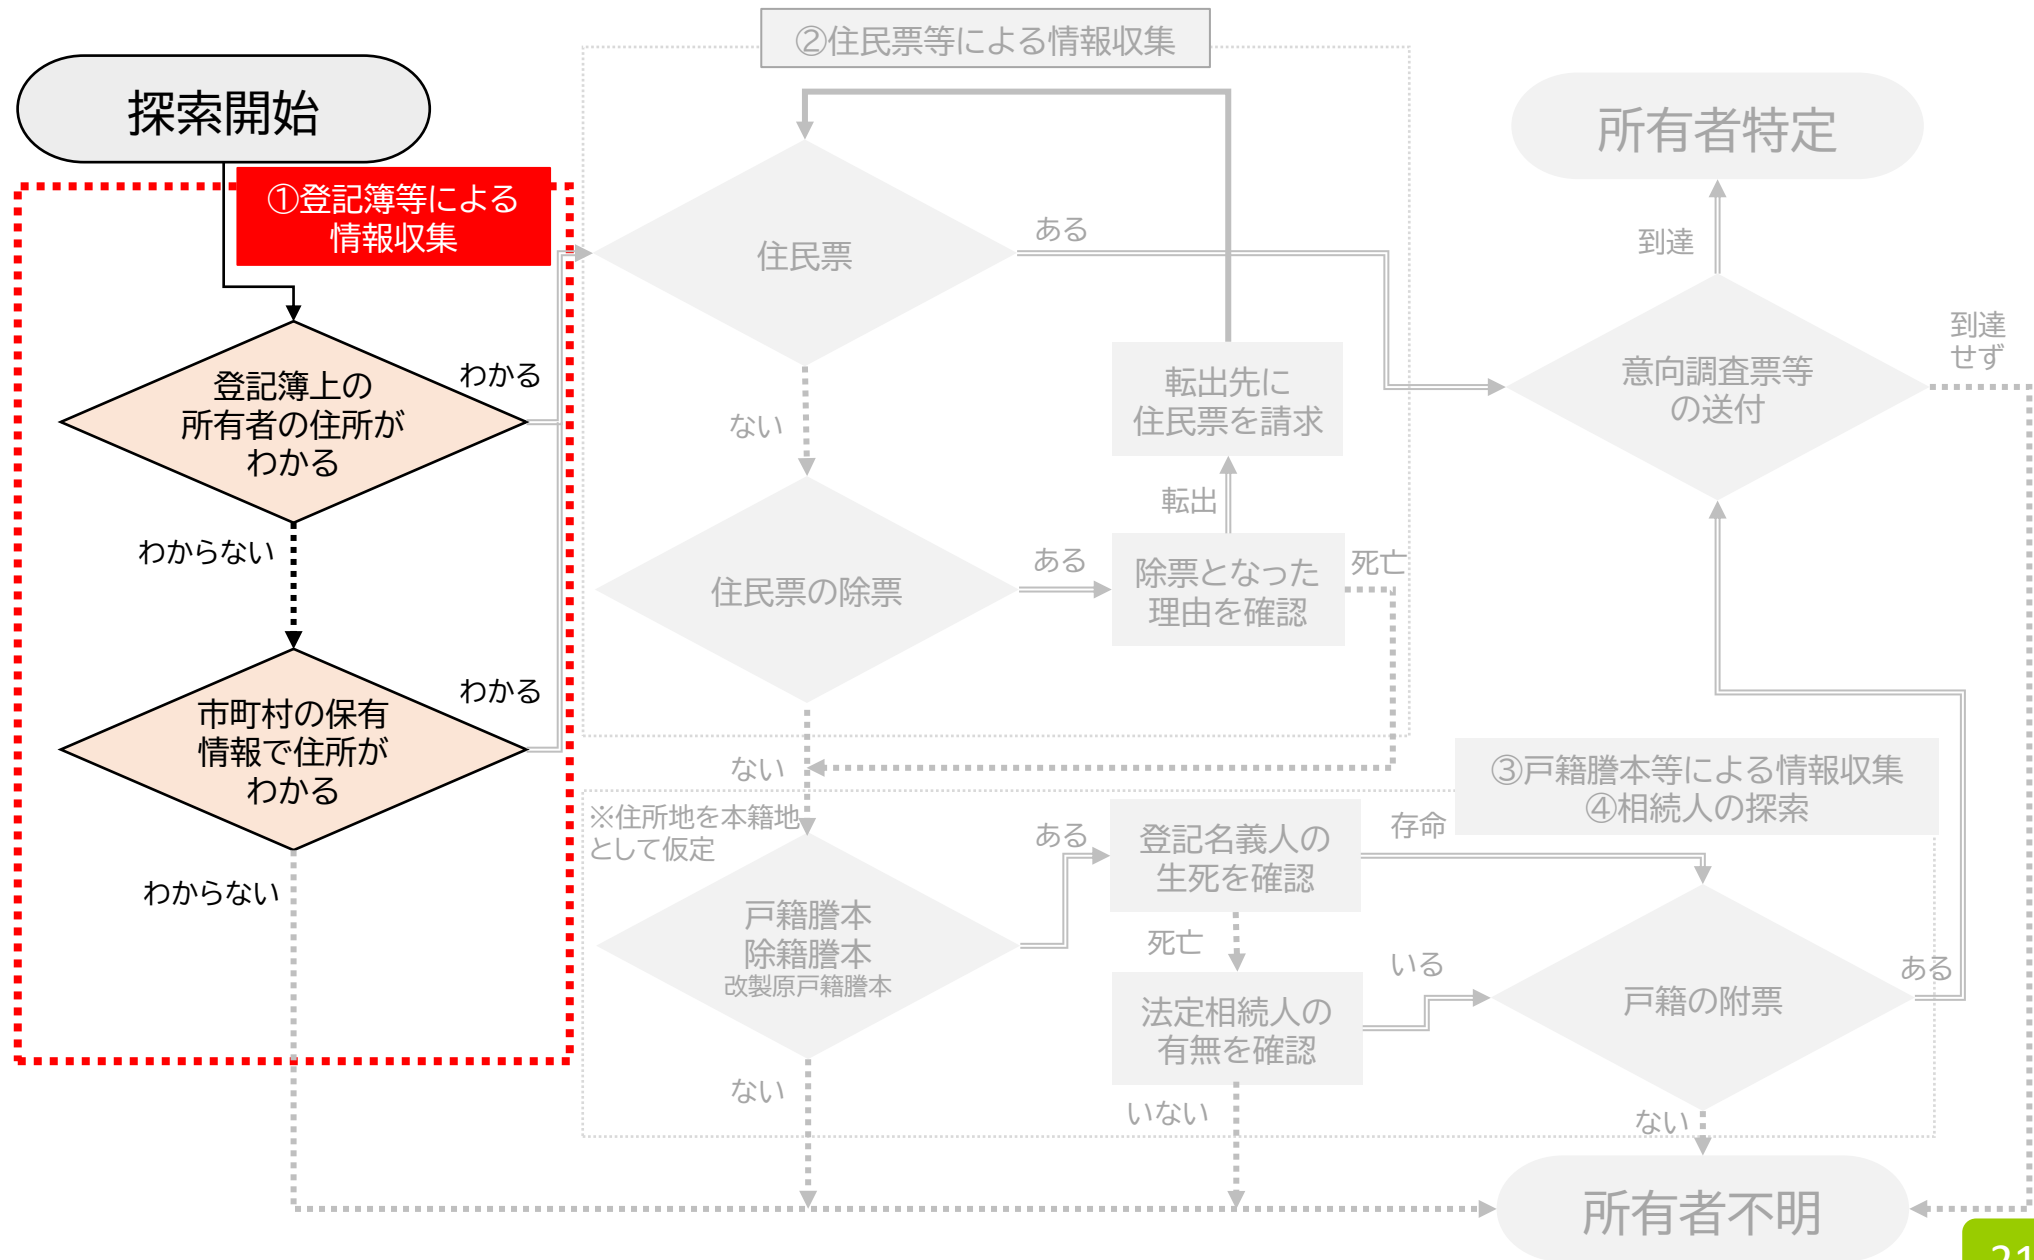 探索開始
①登記簿等による
情報収集
登記簿上の
所有者の住所が
わかる
わかる
わからない
市町村の保有
情報で住所が
わかる
わかる
わからない
②住民票等による情報収集
住民票
ある
ない
住民票の除票
ある
除票となった
理由を確認
転出
転出先に
住民票を請求
死亡
ない
③戸籍謄本等による情報収集
④相続人の探索
※住所地を本籍地
として仮定
戸籍謄本
除籍謄本
改製原戸籍謄本
ある
ない
登記名義人の
生死を確認
存命
死亡
法定相続人の
有無を確認
いる
いない
戸籍の附票
ある
ない
意向調査票等
の送付
到達
到達
せず
所有者特定
所有者不明
21